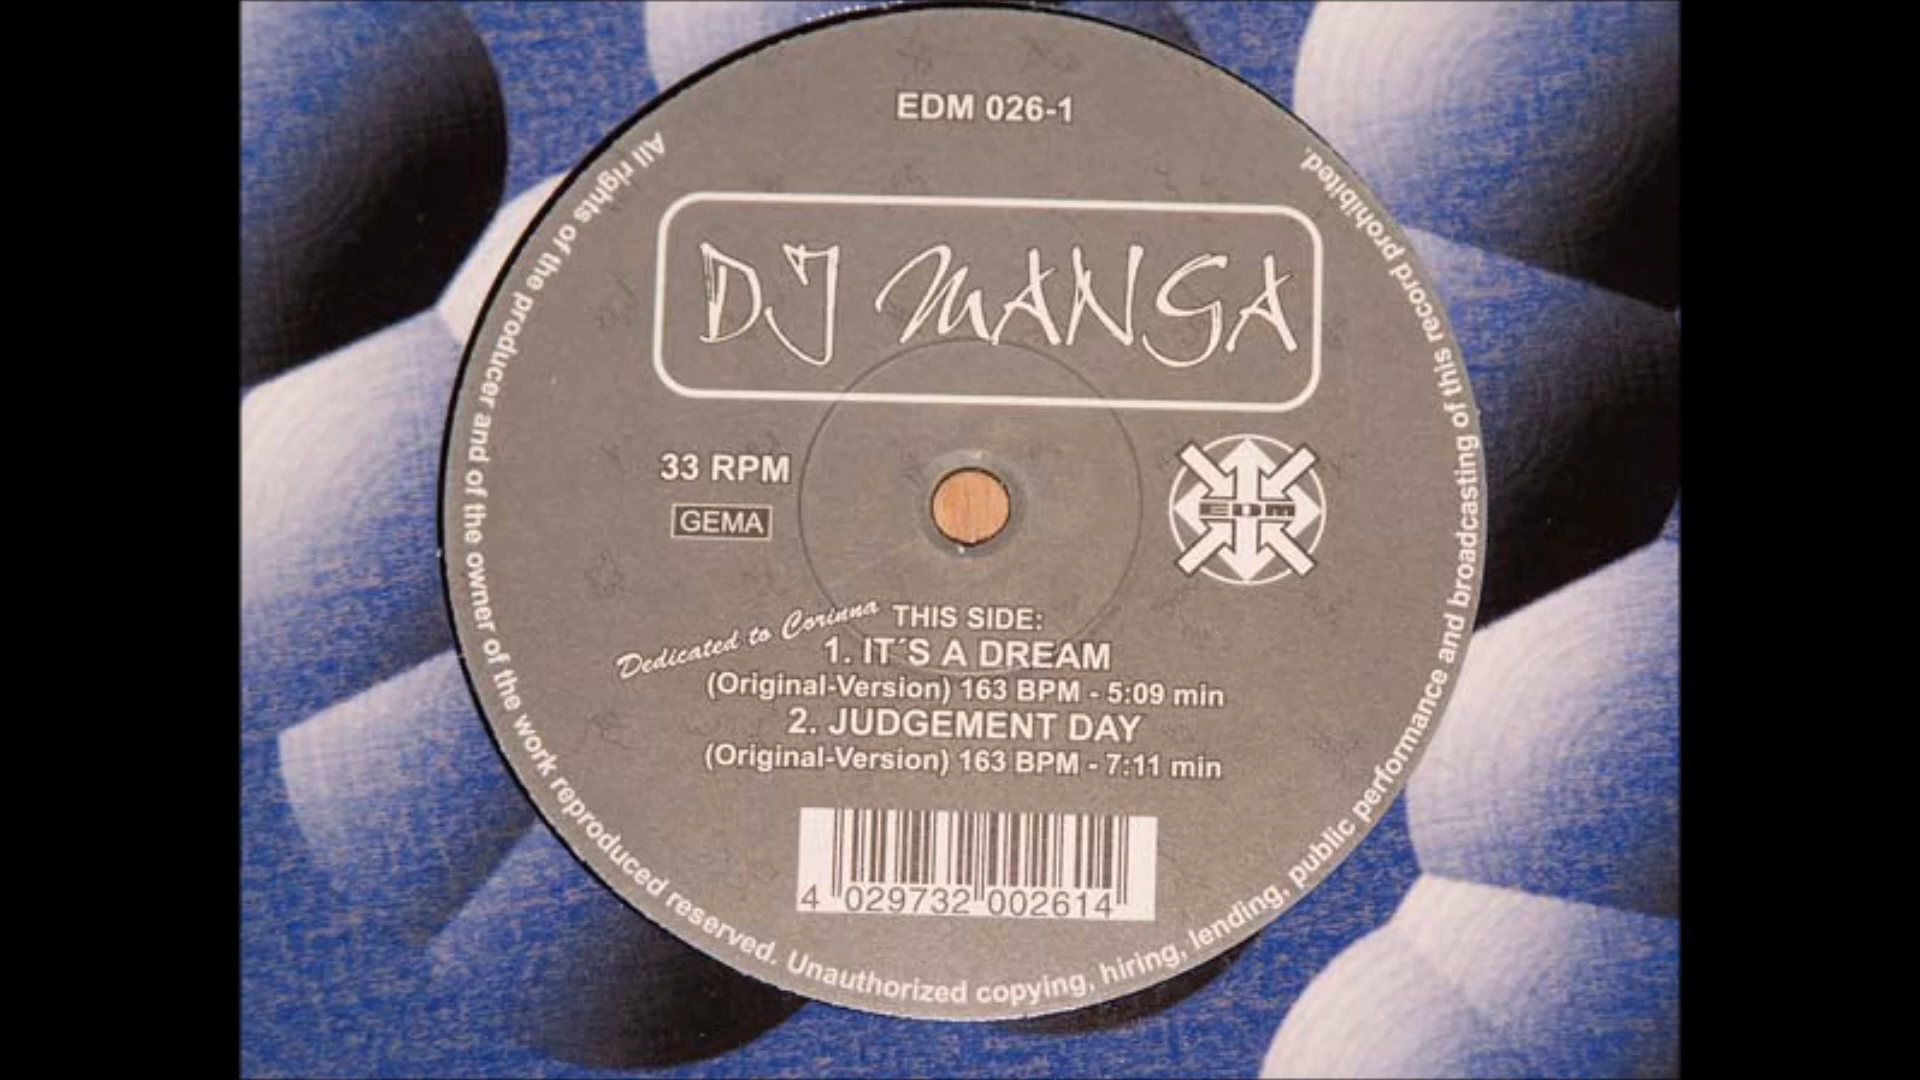 EDM 026-1
DJ MANGA
33 RPM
GEMA
EDM
Dedicated to Corinna
THIS SIDE:
1. IT´S A DREAM
(Original-Version) 163 BPM - 5:09 min
2. JUDGEMENT DAY
(Original-Version) 163 BPM - 7:11 min
4 029732 002614
All rights of the producer and of the owner of the work reproduced reserved. Unauthorized copying, hiring, lending, public performance and broadcasting of this record prohibited.